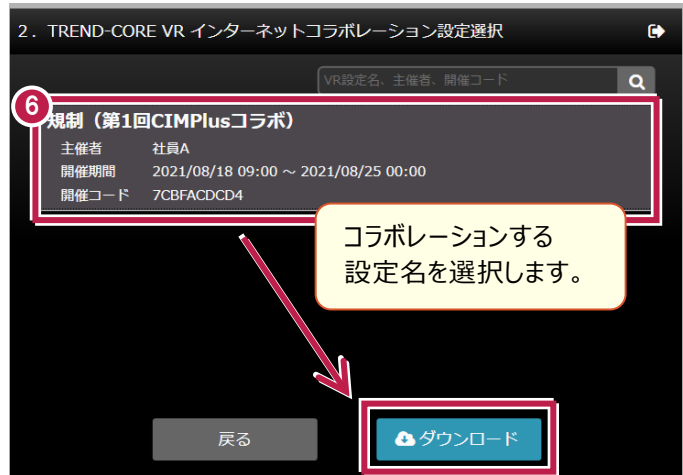 2. TREND-CORE VR インターネットコラボレーション設定選択
VR設定名、主催者、開催コード
6
規制（第1回CIMPlusコラボ）
主催者 社員A
開催期間 2021/08/18 09:00 ～ 2021/08/25 00:00
開催コード 7CBFACDCD4
コラボレーションする
設定名を選択します。
戻る
ダウンロード